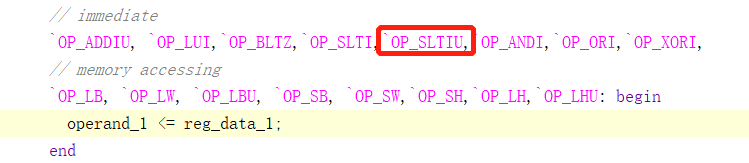 // immediate
`OP_ADDIU, `OP_LUI,`OP_BLTZ,`OP_SLTI,`OP_SLTIU,`OP_ANDI,`OP_ORI,`OP_XORI,
// memory accessing
`OP_LB, `OP_LW, `OP_LBU, `OP_SB, `OP_SW,`OP_SH,`OP_LH,`OP_LHU: begin
operand_1 <= reg_data_1;
end